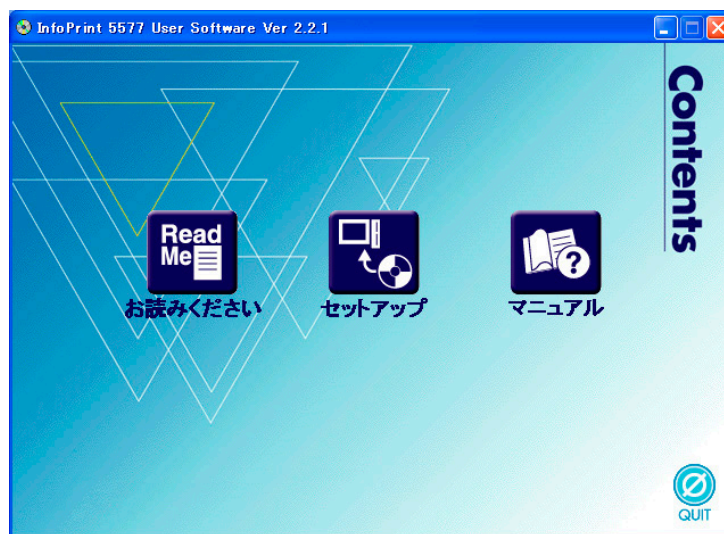 InfoPrint 5577 User Software Ver 2.2.1
Contents
Read
Me
お読みください
セットアップ
マニュアル
QUIT